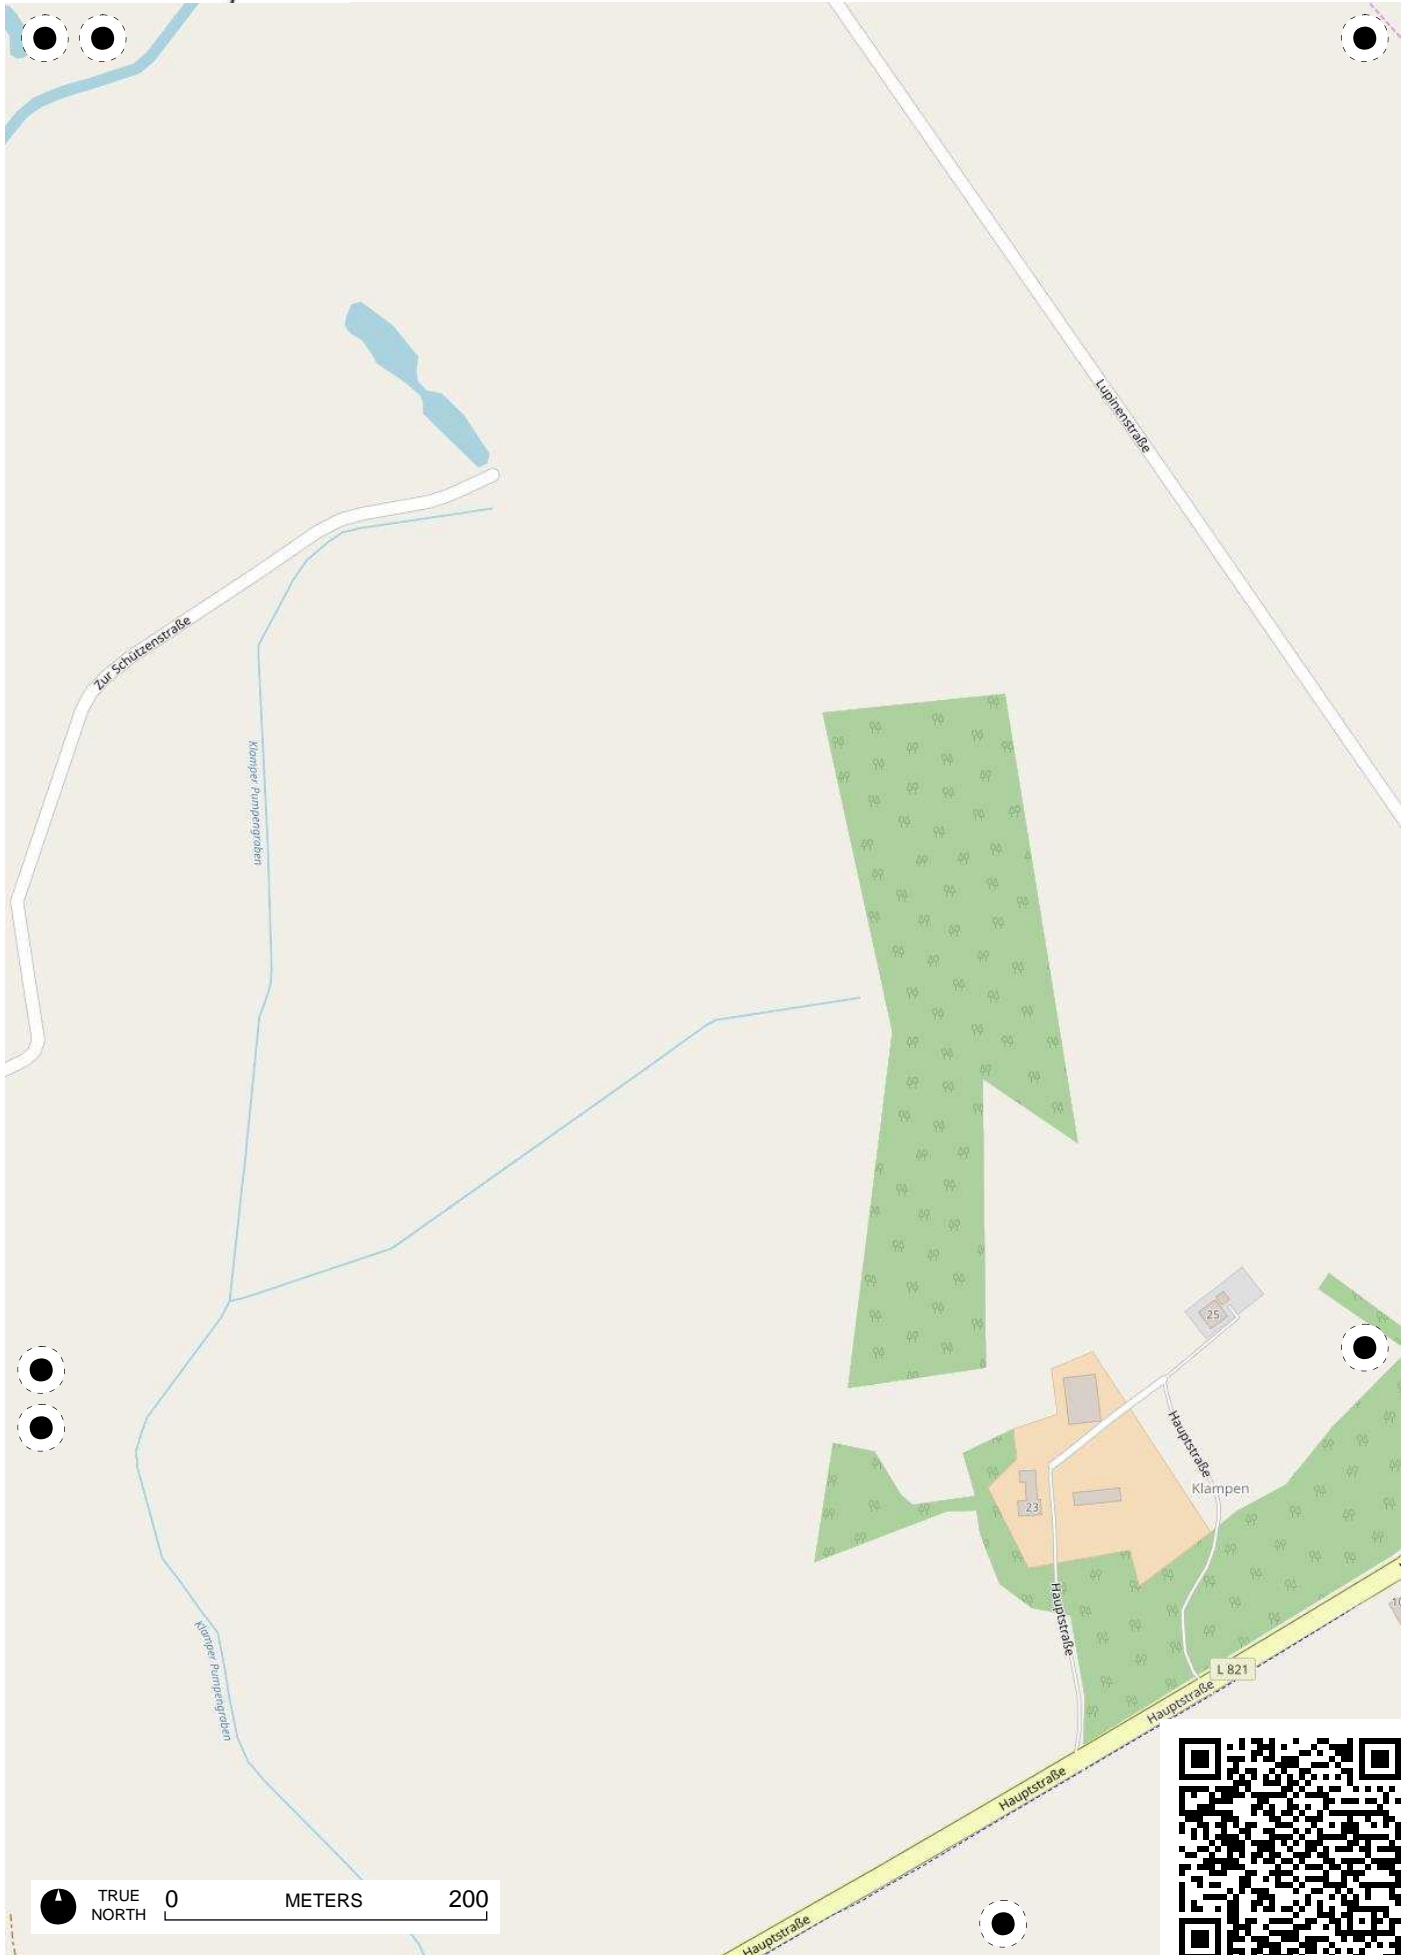 Lupinenstraße
Zur Schützenstraße
Klamper Pumpengraben
25
Hauptstraße
Klampen
23
Hauptstraße
Klamper Pumpengraben
L 821
Hauptstraße
Hauptstraße
Hauptstraße
TRUE NORTH
0 METERS 200